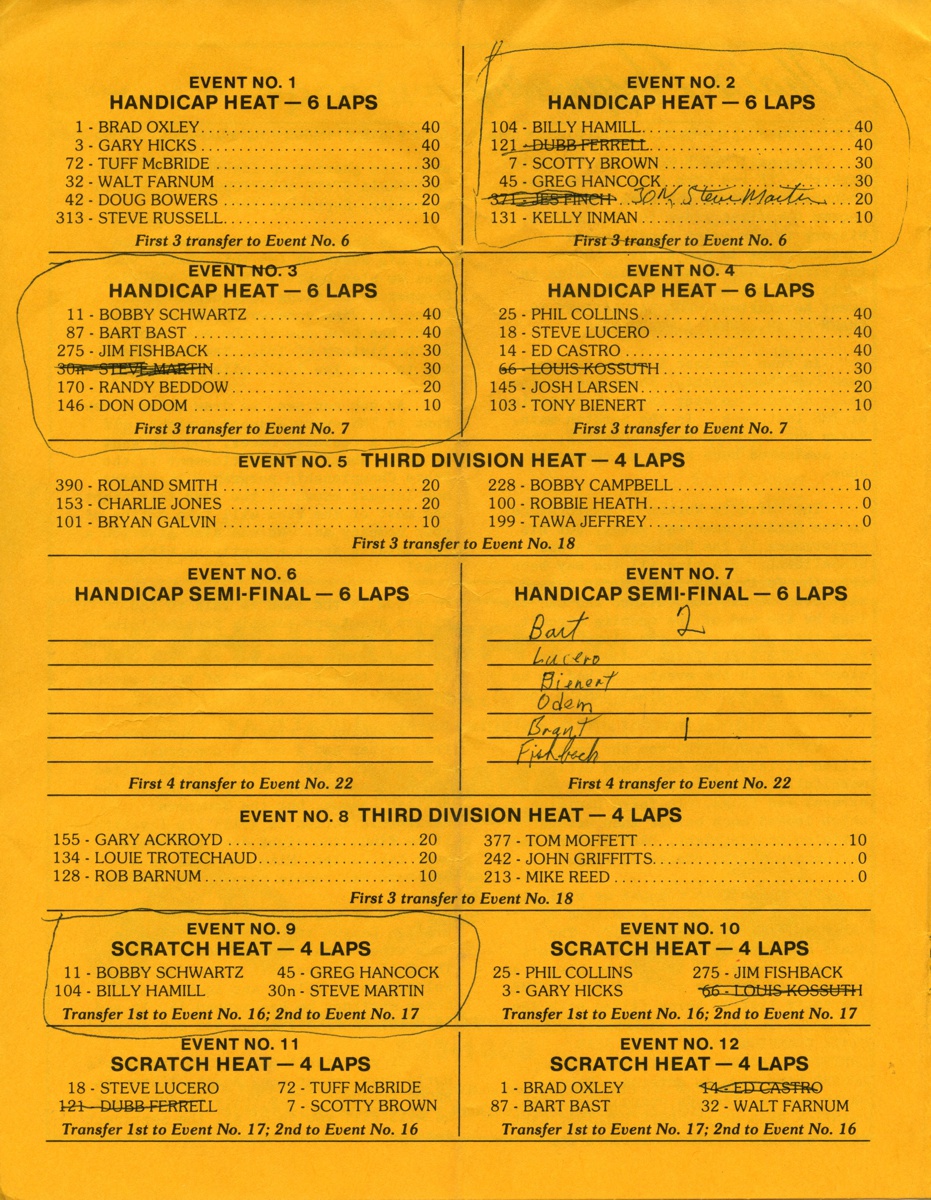 EVENT NO. 1
HANDICAP HEAT — 6 LAPS
1 - BRAD OXLEY 40
3 - GARY HICKS 40
72 - TUFF McBRIDE 30
32 - WALT FARNUM 30
42 - DOUG BOWERS 20
313 - STEVE RUSSELL 10
First 3 transfer to Event No. 6
EVENT NO. 2
HANDICAP HEAT — 6 LAPS
104 - BILLY HAMILL 40
121 - DUBB FERRELL 40
7 - SCOTTY BROWN 30
45 - GREG HANCOCK 30
371 - JES FINCH 30N Steve Martin 20
131 - KELLY INMAN 10
First 3 transfer to Event No. 6
EVENT NO. 3
HANDICAP HEAT — 6 LAPS
11 - BOBBY SCHWARTZ 40
87 - BART BAST 40
275 - JIM FISHBACK 30
30n - STEVE MARTIN 30
170 - RANDY BEDDOW 20
146 - DON ODOM 10
First 3 transfer to Event No. 7
EVENT NO. 4
HANDICAP HEAT — 6 LAPS
25 - PHIL COLLINS 40
18 - STEVE LUCERO 40
14 - ED CASTRO 40
66 - LOUIS KOSSUTH 30
145 - JOSH LARSEN 20
103 - TONY BIENERT 10
First 3 transfer to Event No. 7
EVENT NO. 5 THIRD DIVISION HEAT — 4 LAPS
390 - ROLAND SMITH 20
153 - CHARLIE JONES 20
101 - BRYAN GALVIN 10
228 - BOBBY CAMPBELL 10
100 - ROBBIE HEATH 0
199 - TAWA JEFFREY 0
First 3 transfer to Event No. 18
EVENT NO. 6
HANDICAP SEMI-FINAL — 6 LAPS
First 4 transfer to Event No. 22
EVENT NO. 7
HANDICAP SEMI-FINAL — 6 LAPS
Bart 2
Lucero
Bienert
Odem
Brant 1
Fishbach
First 4 transfer to Event No. 22
EVENT NO. 8 THIRD DIVISION HEAT — 4 LAPS
155 - GARY ACKROYD 20
134 - LOUIE TROTECHAUD 20
128 - ROB BARNUM 10
377 - TOM MOFFETT 10
242 - JOHN GRIFFITTS 0
213 - MIKE REED 0
First 3 transfer to Event No. 18
EVENT NO. 9
SCRATCH HEAT — 4 LAPS
11 - BOBBY SCHWARTZ 45 - GREG HANCOCK
104 - BILLY HAMILL 30n - STEVE MARTIN
Transfer 1st to Event No. 16; 2nd to Event No. 17
EVENT NO. 10
SCRATCH HEAT — 4 LAPS
25 - PHIL COLLINS 275 - JIM FISHBACK
3 - GARY HICKS 66 - LOUIS KOSSUTH
Transfer 1st to Event No. 16; 2nd to Event No. 17
EVENT NO. 11
SCRATCH HEAT — 4 LAPS
18 - STEVE LUCERO 72 - TUFF McBRIDE
121 - DUBB FERRELL 7 - SCOTTY BROWN
Transfer 1st to Event No. 17; 2nd to Event No. 16
EVENT NO. 12
SCRATCH HEAT — 4 LAPS
1 - BRAD OXLEY 14 - ED CASTRO
87 - BART BAST 32 - WALT FARNUM
Transfer 1st to Event No. 17; 2nd to Event No. 16